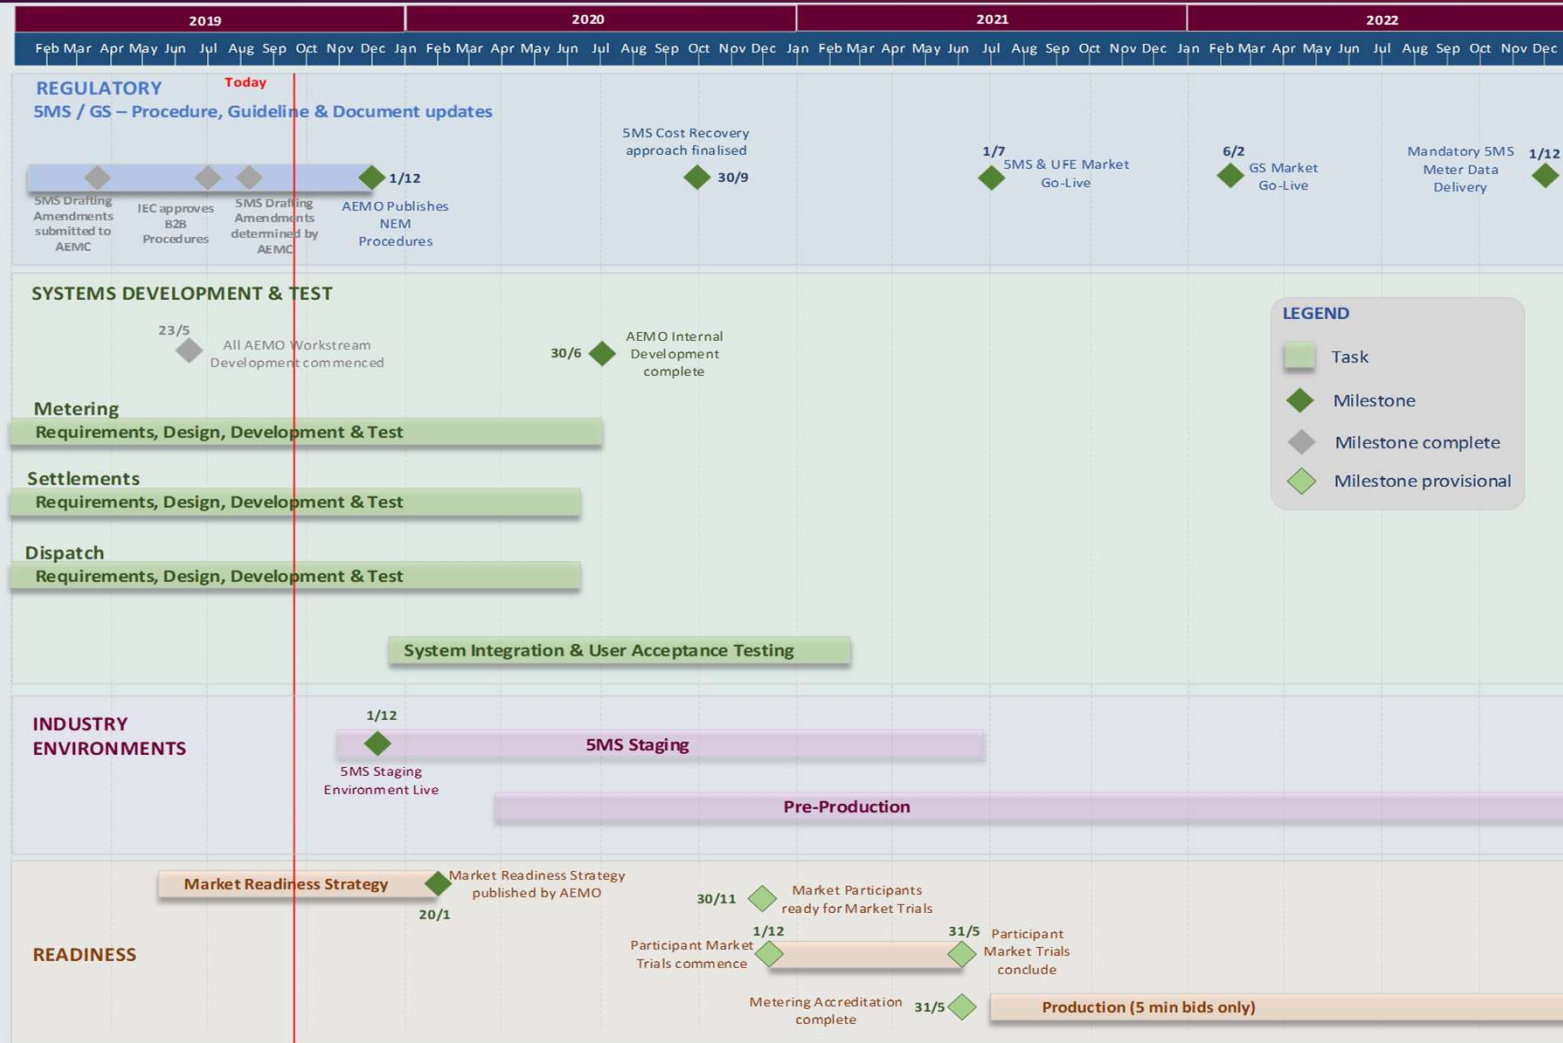 2019 2020 2021 2022
Feb Mar Apr May Jun Jul Aug Sep Oct Nov Dec Jan Feb Mar Apr May Jun Jul Aug Sep Oct Nov Dec Jan Feb Mar Apr May Jun Jul Aug Sep Oct Nov Dec Jan Feb Mar Apr May Jun Jul Aug Sep Oct Nov Dec
REGULATORY
Today
5MS / GS – Procedure, Guideline & Document updates
5MS Drafting
Amendments
submitted to
AEMC
IEC approves
B2B
Procedures
5MS Drafting
Amendments
determined by
AEMC
1/12
AEMO Publishes
NEM
Procedures
5MS Cost Recovery
approach finalised
30/9
1/7
5MS & UFE Market
Go-Live
6/2
GS Market
Go-Live
Mandatory 5MS
Meter Data
Delivery
1/12
SYSTEMS DEVELOPMENT & TEST
23/5
All AEMO Workstream
Development commenced
30/6
AEMO Internal
Development
complete
LEGEND
Task
Milestone
Milestone complete
Milestone provisional
Metering
Requirements, Design, Development & Test
Settlements
Requirements, Design, Development & Test
Dispatch
Requirements, Design, Development & Test
System Integration & User Acceptance Testing
INDUSTRY
ENVIRONMENTS
1/12
5MS Staging
5MS Staging
Environment Live
Pre-Production
READINESS
Market Readiness Strategy
Market Readiness Strategy
published by AEMO
20/1
30/11
Market Participants
ready for Market Trials
1/12
Participant Market
Trials commence
31/5
Participant
Market Trials
conclude
Metering Accreditation
complete
31/5
Production (5 min bids only)